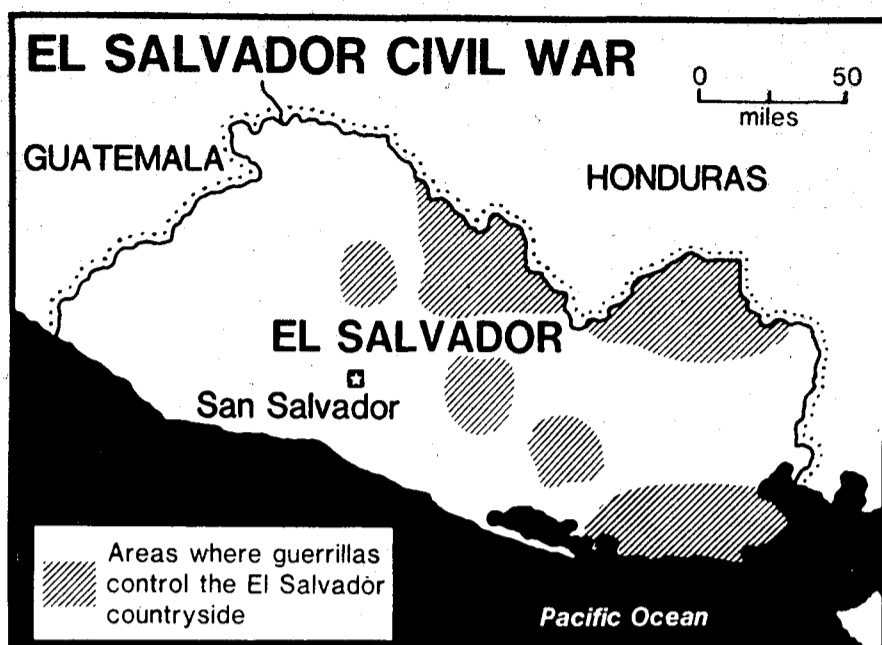 EL SALVADOR CIVIL WAR
0 50
miles
GUATEMALA
HONDURAS
EL SALVADOR
San Salvador
Areas where guerrillas
control the El Salvador
countryside
Pacific Ocean